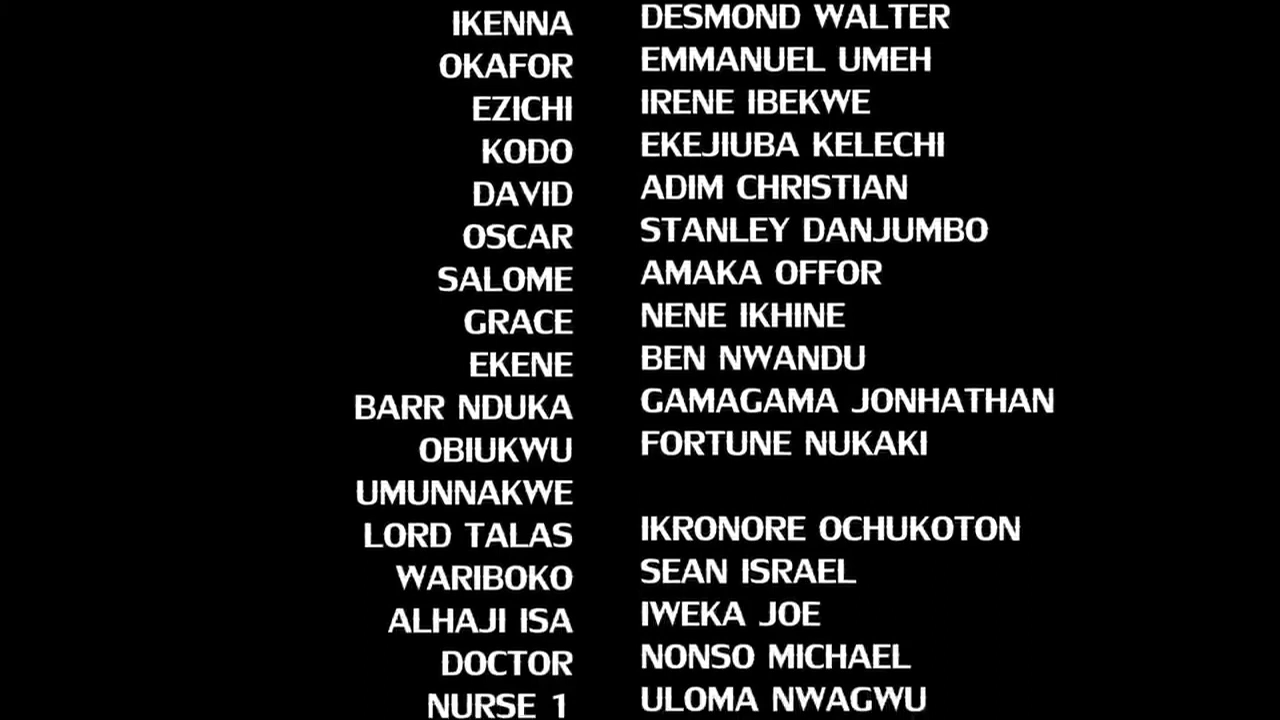 IKENNA DESMOND WALTER
OKAFOR EMMANUEL UMEH
EZICHI IRENE IBEKWE
KODO EKEJIUBA KELECHI
DAVID ADIM CHRISTIAN
OSCAR STANLEY DANJUMBO
SALOME AMAKA OFFOR
GRACE NENE IKHINE
EKENE BEN NWANDU
BARR NDUKA GAMAGAMA JONHATHAN
OBIUKWU FORTUNE NUKAKI
UMUNNAKWE
LORD TALAS IKRONORE OCHUKOTON
WARIBOKO SEAN ISRAEL
ALHAJI ISA IWEKA JOE
DOCTOR NONSO MICHAEL
NURSE 1 ULOMA NWAGWU